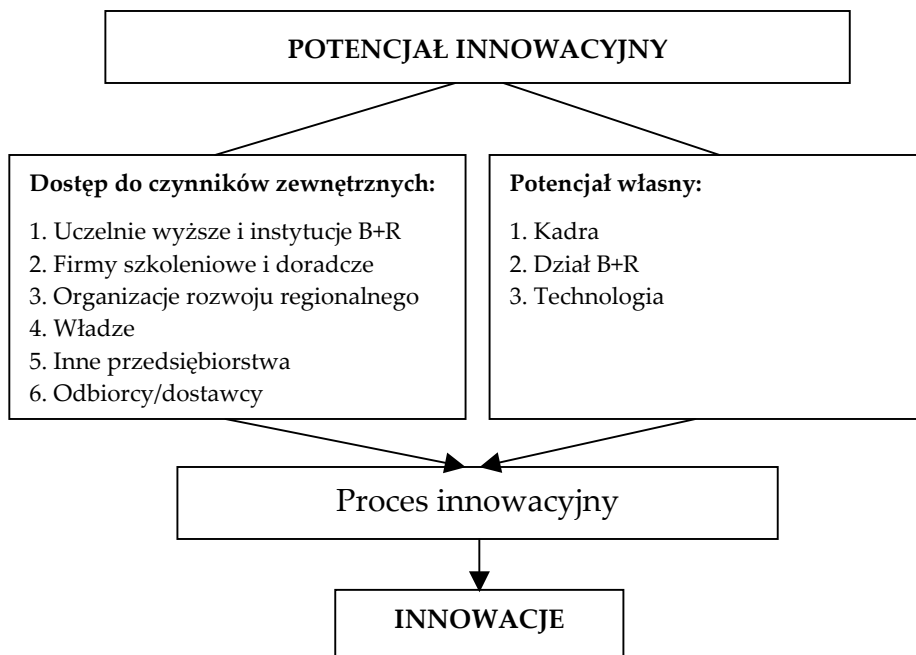 POTENCJAŁ INNOWACYJNY
Dostęp do czynników zewnętrznych:
1. Uczelnie wyższe i instytucje B+R
2. Firmy szkoleniowe i doradcze
3. Organizacje rozwoju regionalnego
4. Władze
5. Inne przedsiębiorstwa
6. Odbiorcy/dostawcy
Potencjał własny:
1. Kadra
2. Dział B+R
3. Technologia
Proces innowacyjny
INNOWACJE